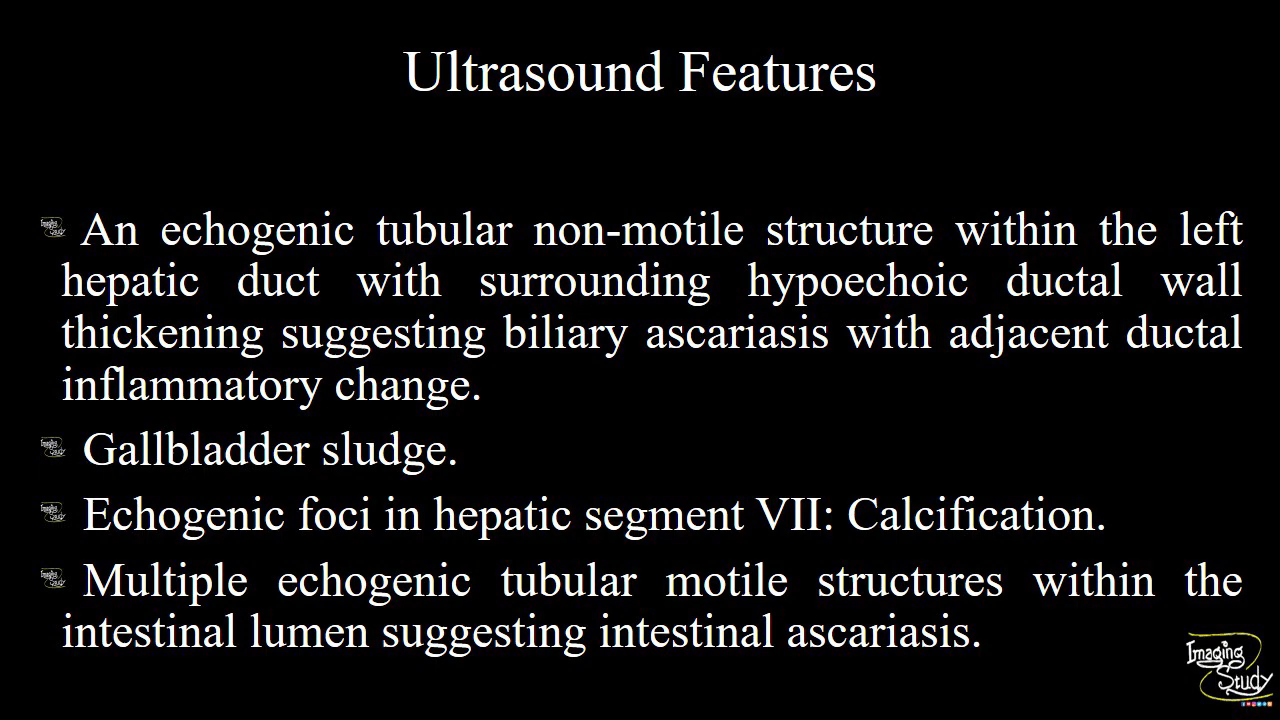 Ultrasound Features
An echogenic tubular non-motile structure within the left
hepatic duct with surrounding hypoechoic ductal wall
thickening suggesting biliary ascariasis with adjacent ductal
inflammatory change.
Gallbladder sludge.
Echogenic foci in hepatic segment VII: Calcification.
Multiple echogenic tubular motile structures within the
intestinal lumen suggesting intestinal ascariasis.
Imaging
Study